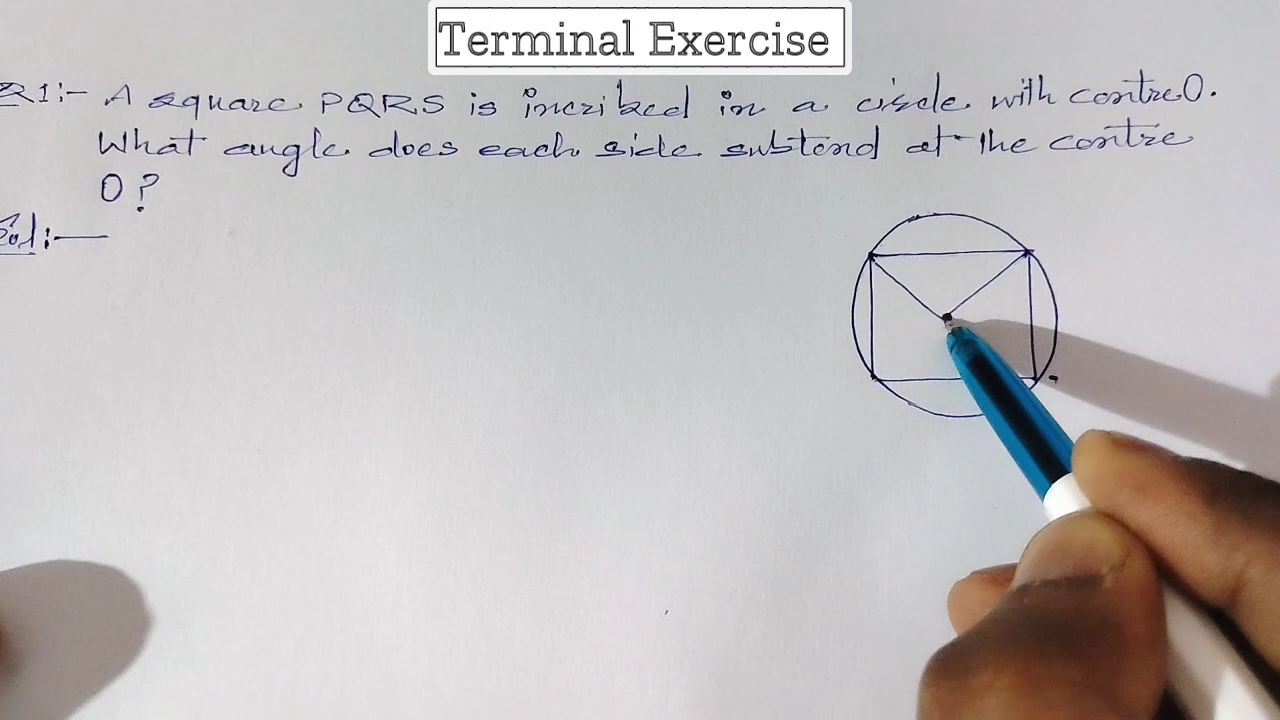 Terminal Exercise
Q1:- A square PQRS is incribed in a circle with centre O.
What angle does each side subtend at the centre
O?
Sol:—